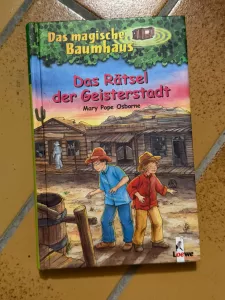 Das magische
Baumhaus
Das Rätsel
der Geisterstadt
Mary Pope Osborne
Loewe